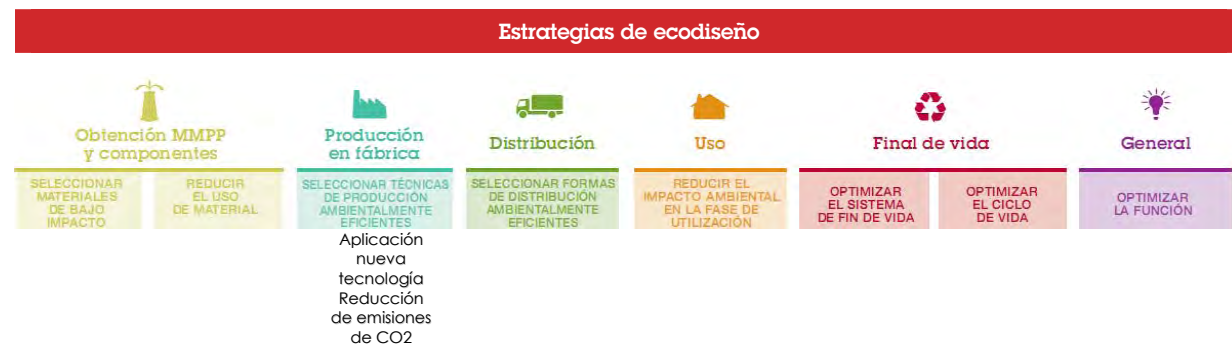 Estrategias de ecodiseño
Obtención MMPP
y componentes
Producción
en fábrica
Distribución
Uso
Final de vida
General
SELECCIONAR
MATERIALES
DE BAJO
IMPACTO
REDUCIR
EL USO
DE MATERIAL
SELECCIONAR TÉCNICAS
DE PRODUCCIÓN
AMBIENTALMENTE
EFICIENTES
SELECCIONAR FORMAS
DE DISTRIBUCIÓN
AMBIENTALMENTE
EFICIENTES
REDUCIR EL
IMPACTO AMBIENTAL
EN LA FASE DE
UTILIZACIÓN
OPTIMIZAR
EL SISTEMA
DE FIN DE VIDA
OPTIMIZAR
EL CICLO
DE VIDA
OPTIMIZAR
LA FUNCIÓN
Aplicación
nueva
tecnología
Reducción
de emisiones
de CO2